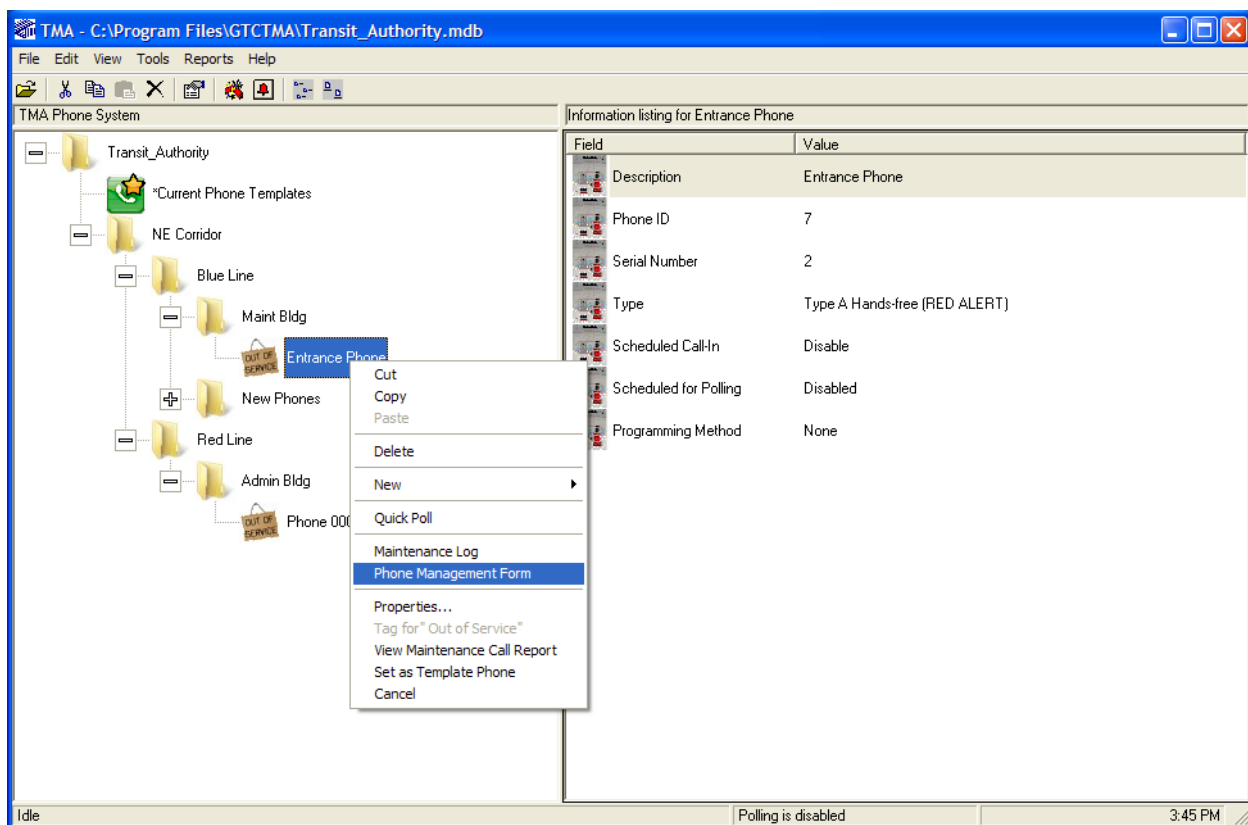 TMA - C:\Program Files\GTCTMA\Transit_Authority.mdb
File Edit View Tools Reports Help
TMA Phone System
Information listing for Entrance Phone
Transit_Authority
*Current Phone Templates
NE Corridor
Blue Line
Maint Bldg
OUT OF SERVICE
Entrance Phone
New Phones
Red Line
Admin Bldg
OUT OF SERVICE
Phone 000
Cut
Copy
Paste
Delete
New
Quick Poll
Maintenance Log
Phone Management Form
Properties...
Tag for" Out of Service"
View Maintenance Call Report
Set as Template Phone
Cancel
Field Value
Description Entrance Phone
Phone ID 7
Serial Number 2
Type Type A Hands-free (RED ALERT)
Scheduled Call-In Disable
Scheduled for Polling Disabled
Programming Method None
Idle
Polling is disabled
3:45 PM